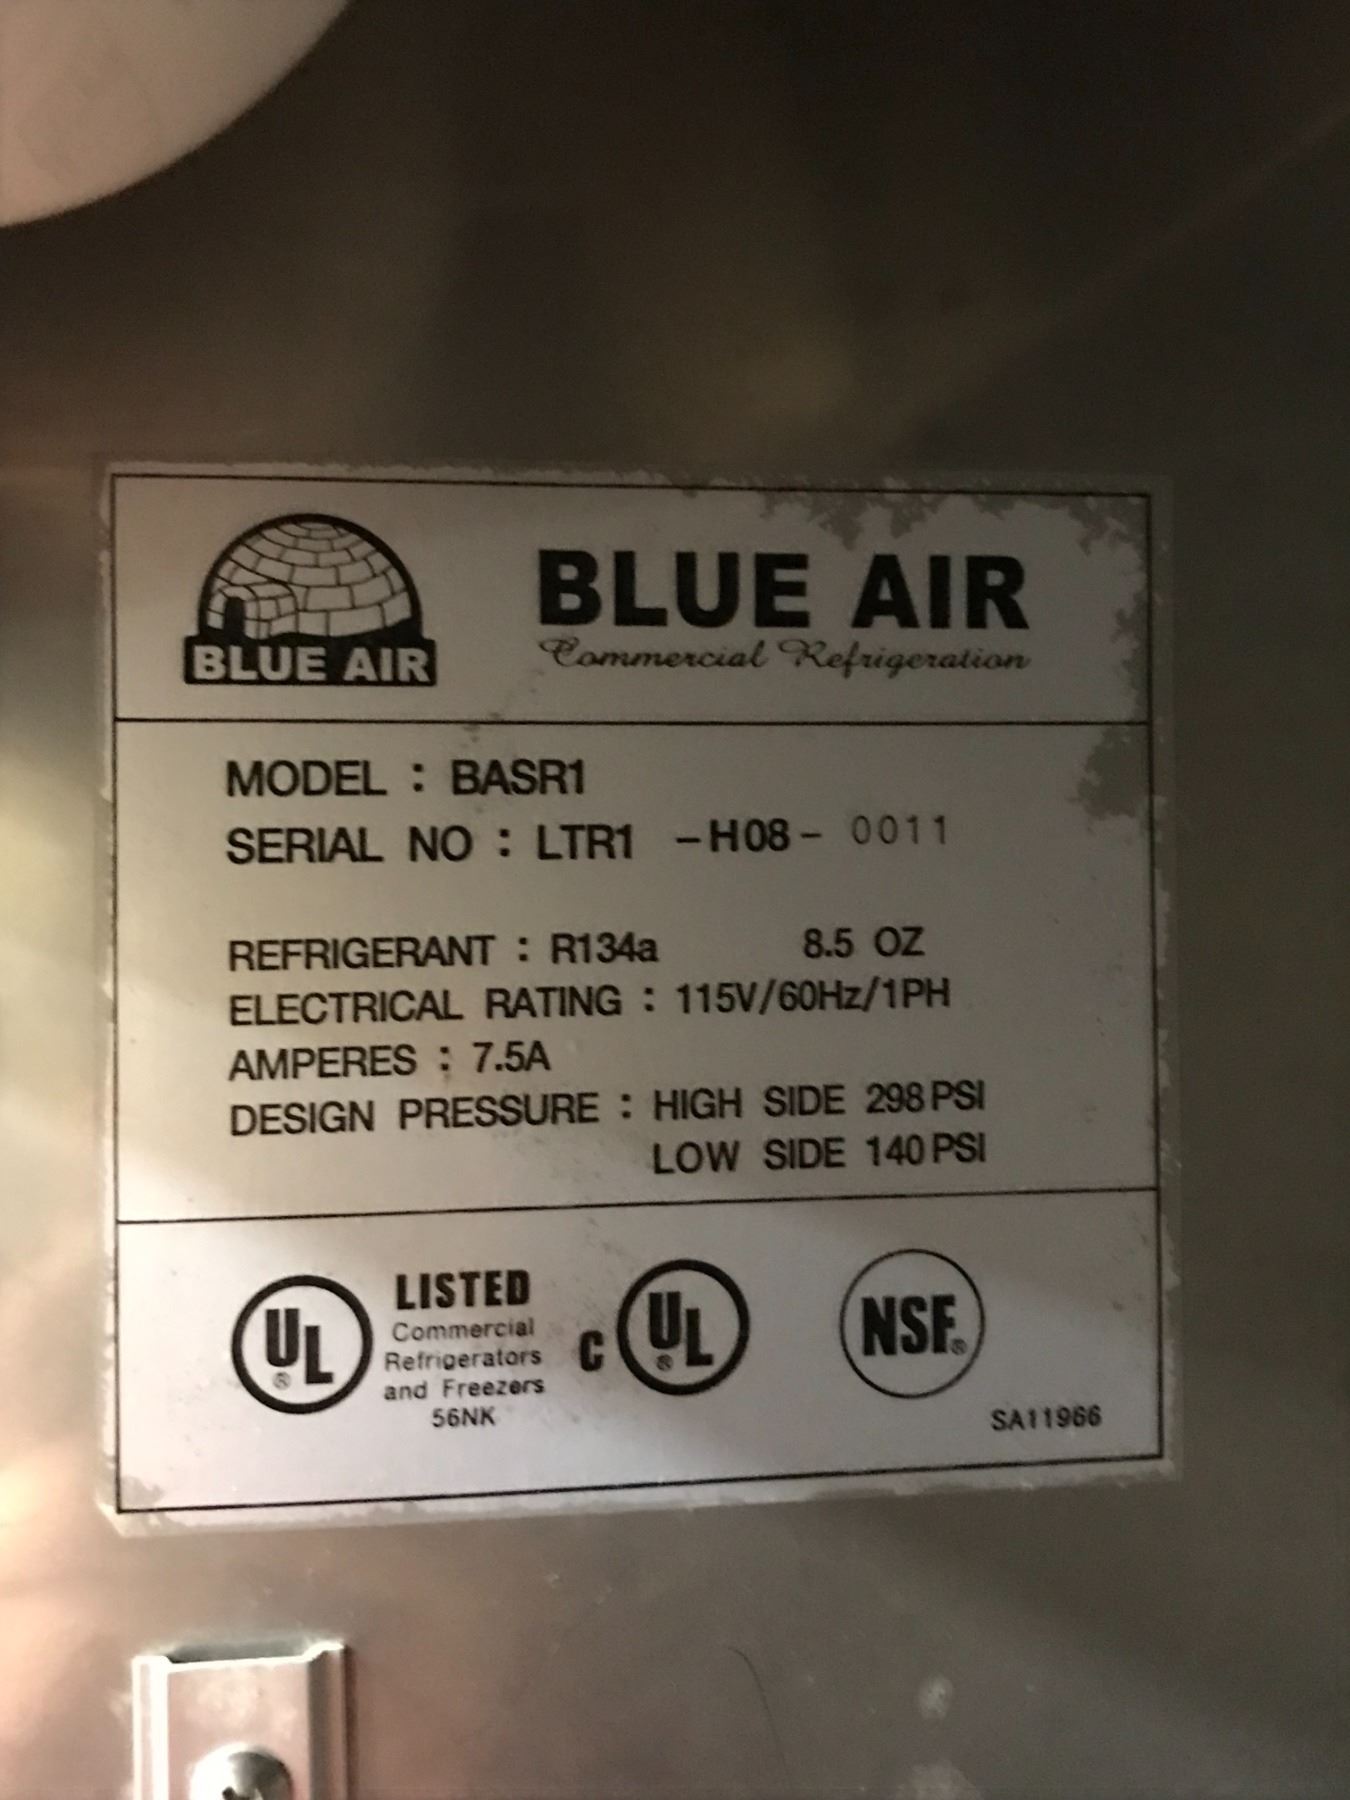 BLUE AIR
BLUE AIR
Commercial Refrigeration
MODEL : BASR1
SERIAL NO : LTR1 -H08- 0011
REFRIGERANT : R134a 8.5 OZ
ELECTRICAL RATING : 115V/60Hz/1PH
AMPERES : 7.5A
DESIGN PRESSURE : HIGH SIDE 298 PSI
LOW SIDE 140 PSI
UL ®
LISTED
Commercial
Refrigerators
and Freezers
56NK
C UL ®
NSF®
SA11966